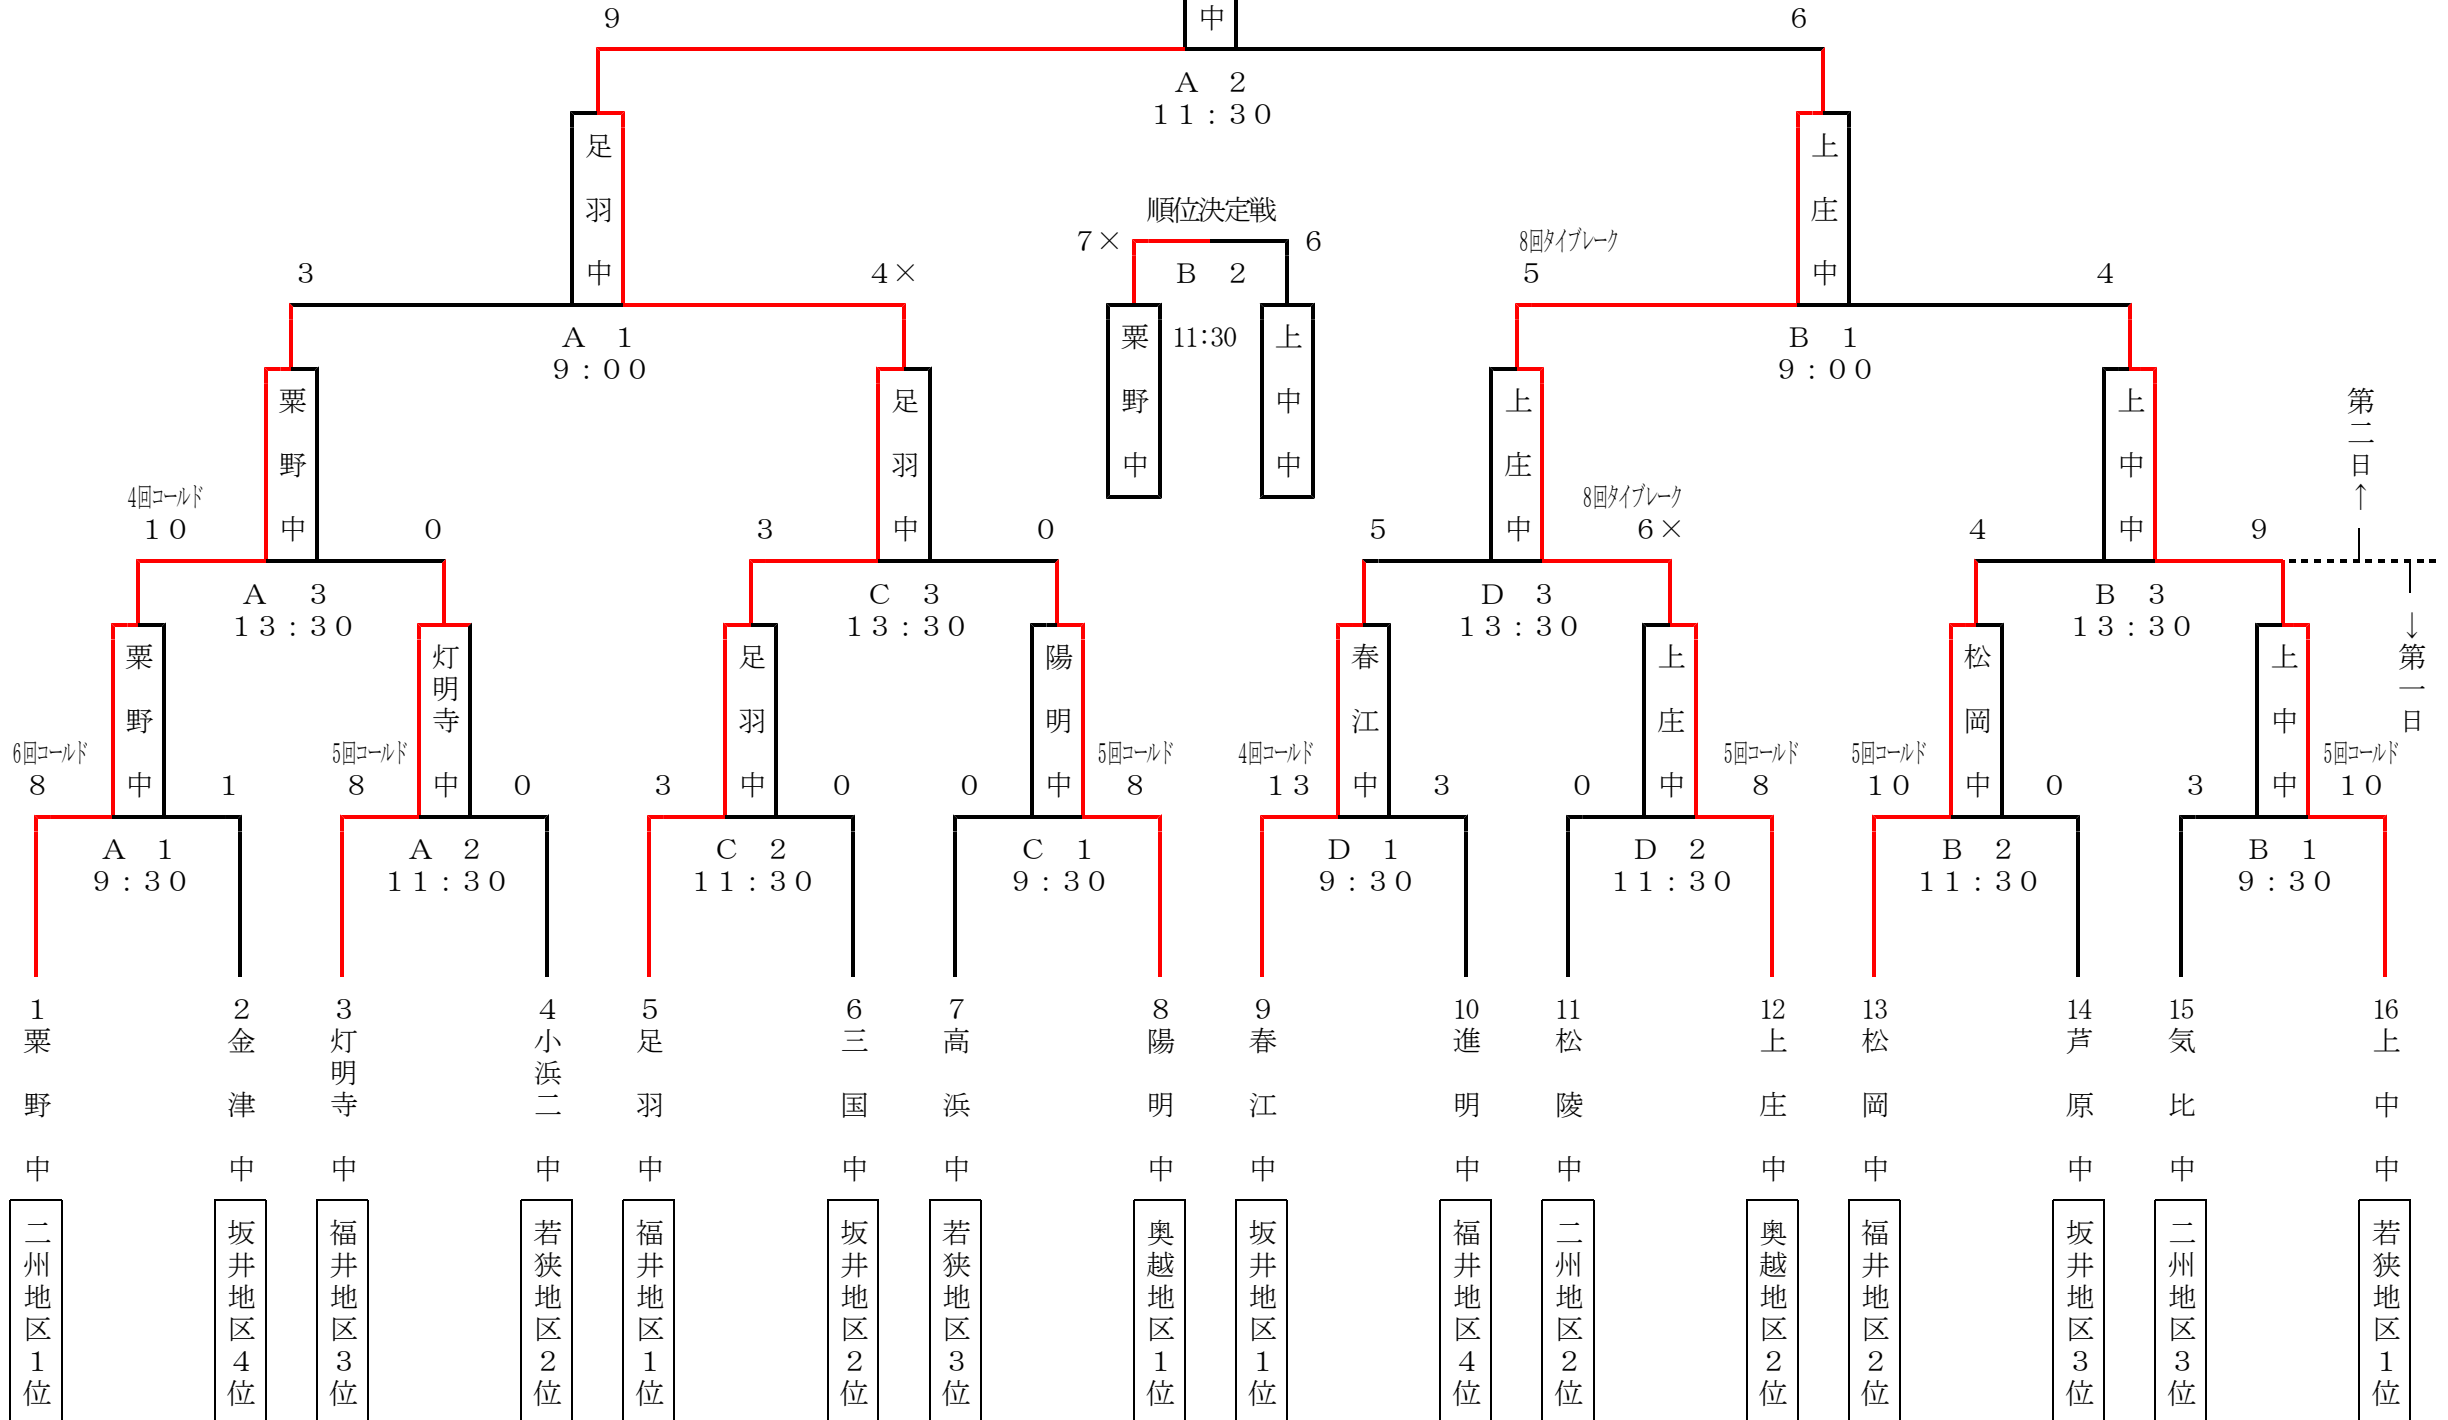 中
9
6
A 2
11:30
足羽中
上庄中
順位決定戦
7×
6
B 2
11:30
粟野中
上中中
8回タイブレーク
3
4×
5
4
A 1
9:00
B 1
9:00
粟野中
足羽中
上庄中
上中中
第二日↑
4回コールド
8回タイブレーク
10
0
3
0
5
6×
4
9
A 3
13:30
C 3
13:30
D 3
13:30
B 3
13:30
↓第一日
粟野中
灯明寺中
足羽中
陽明中
春江中
上庄中
松岡中
上中中
6回コールド
5回コールド
5回コールド
4回コールド
5回コールド
5回コールド
5回コールド
8
1
8
0
3
0
0
8
13
3
0
8
10
0
3
10
A 1
9:30
A 2
11:30
C 2
11:30
C 1
9:30
D 1
9:30
D 2
11:30
B 2
11:30
B 1
9:30
1
粟野中
二州地区1位
2
金津中
坂井地区4位
3
灯明寺中
福井地区3位
4
小浜二中
若狭地区2位
5
足羽中
福井地区1位
6
三国中
坂井地区2位
7
高浜中
若狭地区3位
8
陽明中
奥越地区1位
9
春江中
坂井地区1位
10
進明中
福井地区4位
11
松陵中
二州地区2位
12
上庄中
奥越地区2位
13
松岡中
福井地区2位
14
芦原中
坂井地区3位
15
気比中
二州地区3位
16
上中中
若狭地区1位